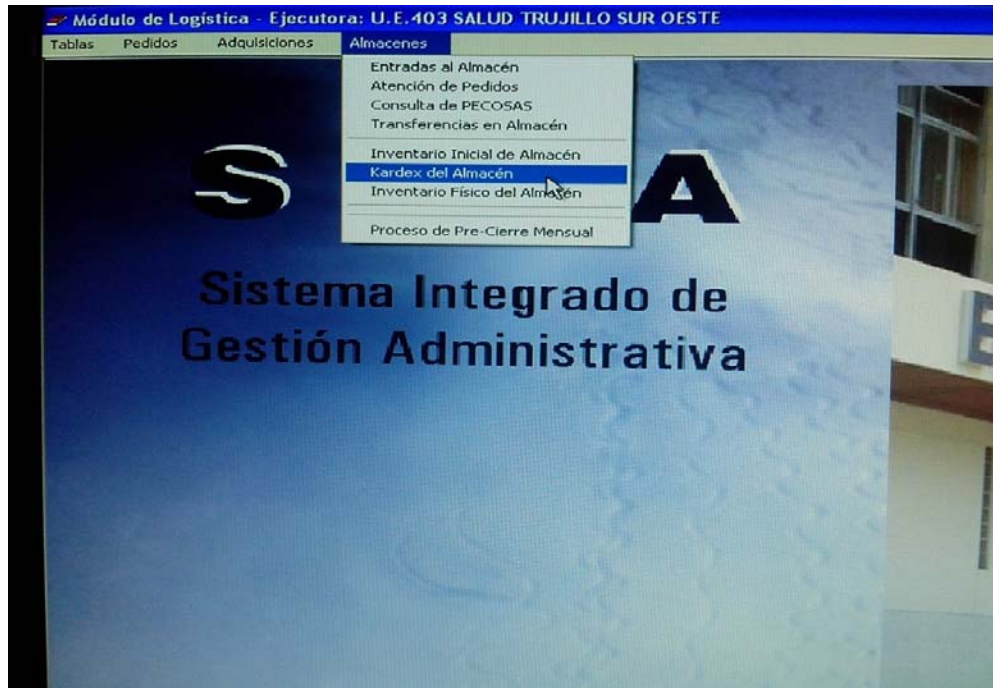 Módulo de Logística - Ejecutora: U.E.403 SALUD TRUJILLO SUR OESTE
Tablas Pedidos Adquisiciones Almacenes
Entradas al Almacén
Atención de Pedidos
Consulta de PECOSAS
Transferencias en Almacén
Inventario Inicial de Almacén
Kardex del Almacén
Inventario Físico del Almacén
Proceso de Pre-Cierre Mensual
S A
Sistema Integrado de
Gestión Administrativa